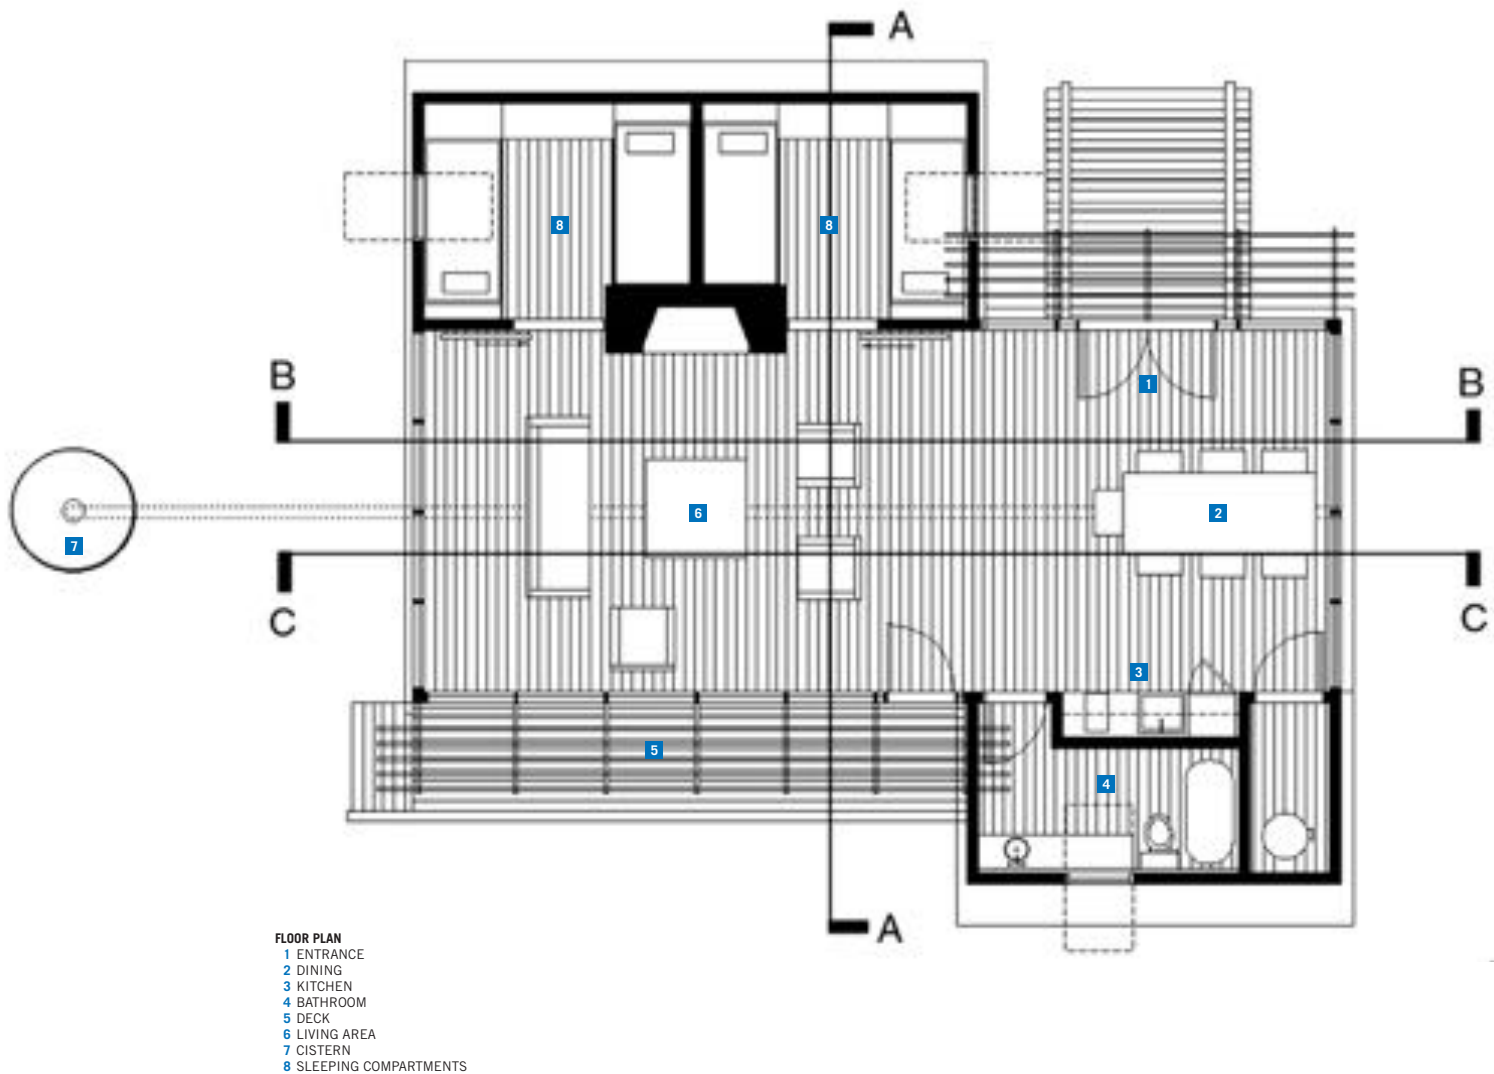 A
8
8
B
1
B
7
6
2
C
C
3
5
4
A
FLOOR PLAN
1 ENTRANCE
2 DINING
3 KITCHEN
4 BATHROOM
5 DECK
6 LIVING AREA
7 CISTERN
8 SLEEPING COMPARTMENTS